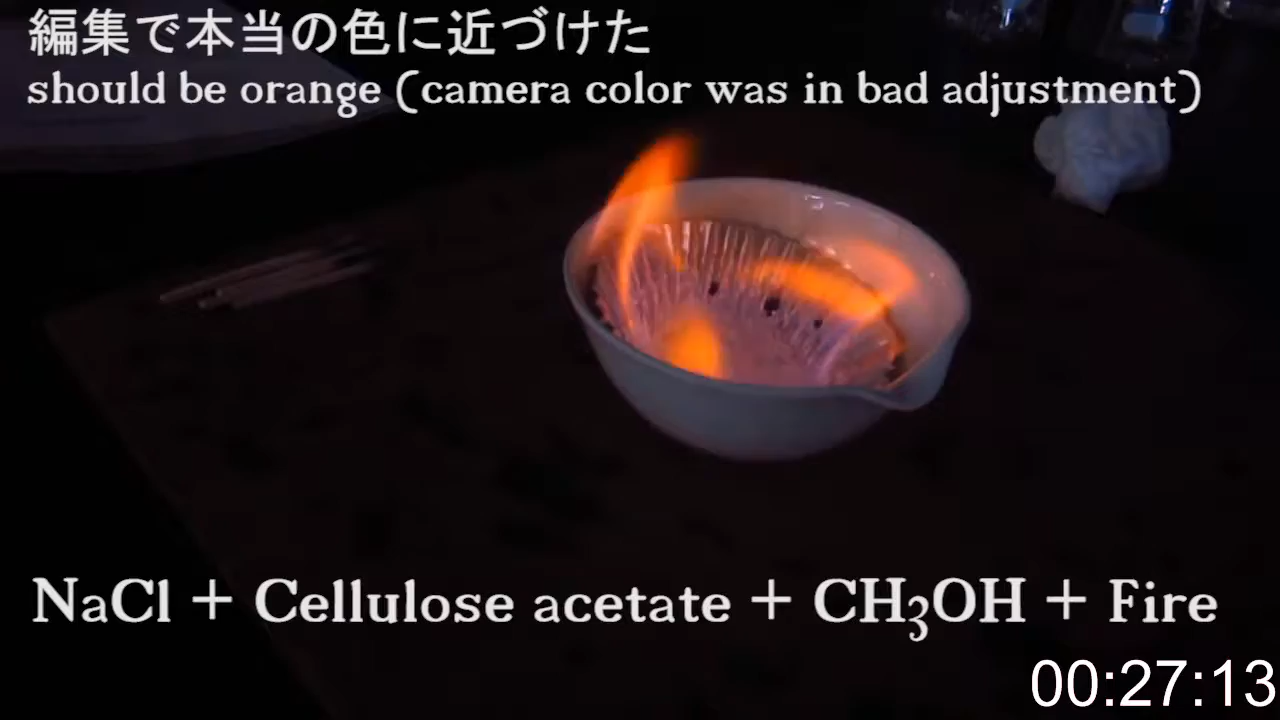 編集で本当の色に近づけた
should be orange (camera color was in bad adjustment)
NaCl + Cellulose acetate + CH₃OH + Fire
00:27:13